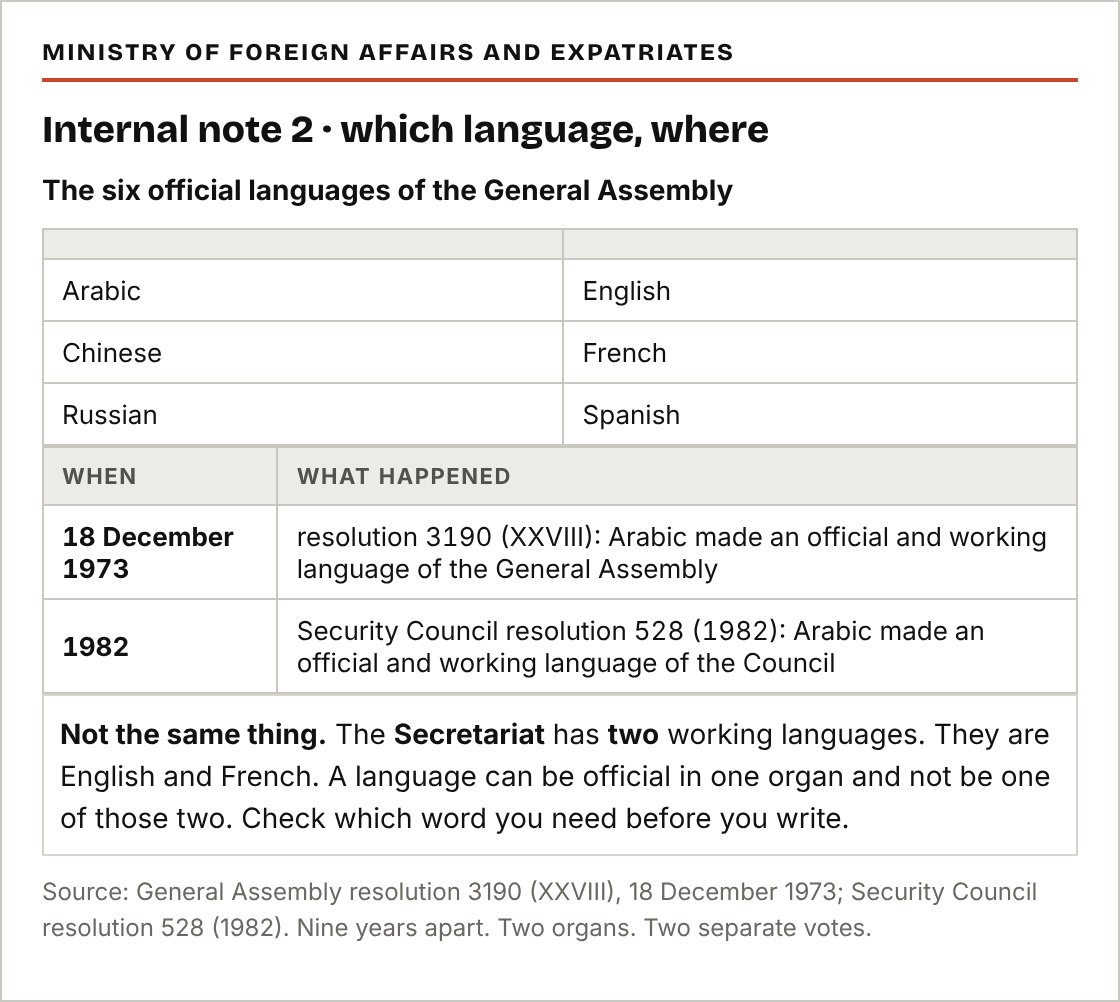 MINISTRY OF FOREIGN AFFAIRS AND EXPATRIATES
Internal note 2 · which language, where
The six official languages of the General Assembly
Arabic English
Chinese French
Russian Spanish
WHEN WHAT HAPPENED
18 December 1973 resolution 3190 (XXVIII): Arabic made an official and working
language of the General Assembly
1982 Security Council resolution 528 (1982): Arabic made an
official and working language of the Council
Not the same thing. The Secretariat has two working languages. They are
English and French. A language can be official in one organ and not be one
of those two. Check which word you need before you write.
Source: General Assembly resolution 3190 (XXVIII), 18 December 1973; Security Council
resolution 528 (1982). Nine years apart. Two organs. Two separate votes.